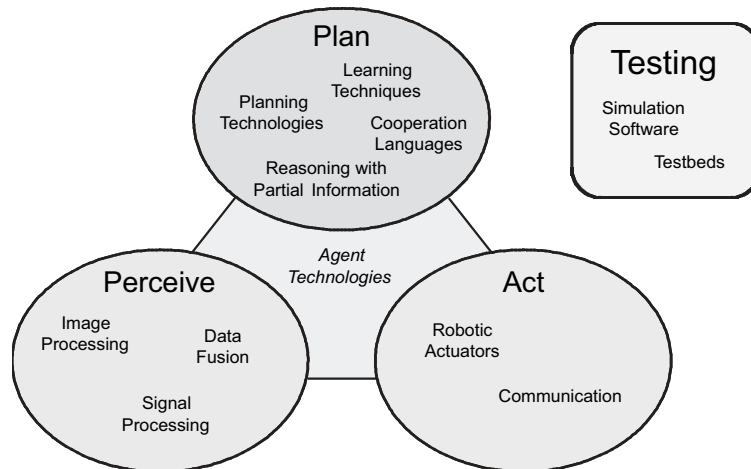 Plan
Learning
Techniques
Planning
Technologies
Cooperation
Languages
Reasoning with
Partial Information
Testing
Simulation
Software
Testbeds
Agent
Technologies
Perceive
Image
Processing
Data
Fusion
Signal
Processing
Act
Robotic
Actuators
Communication